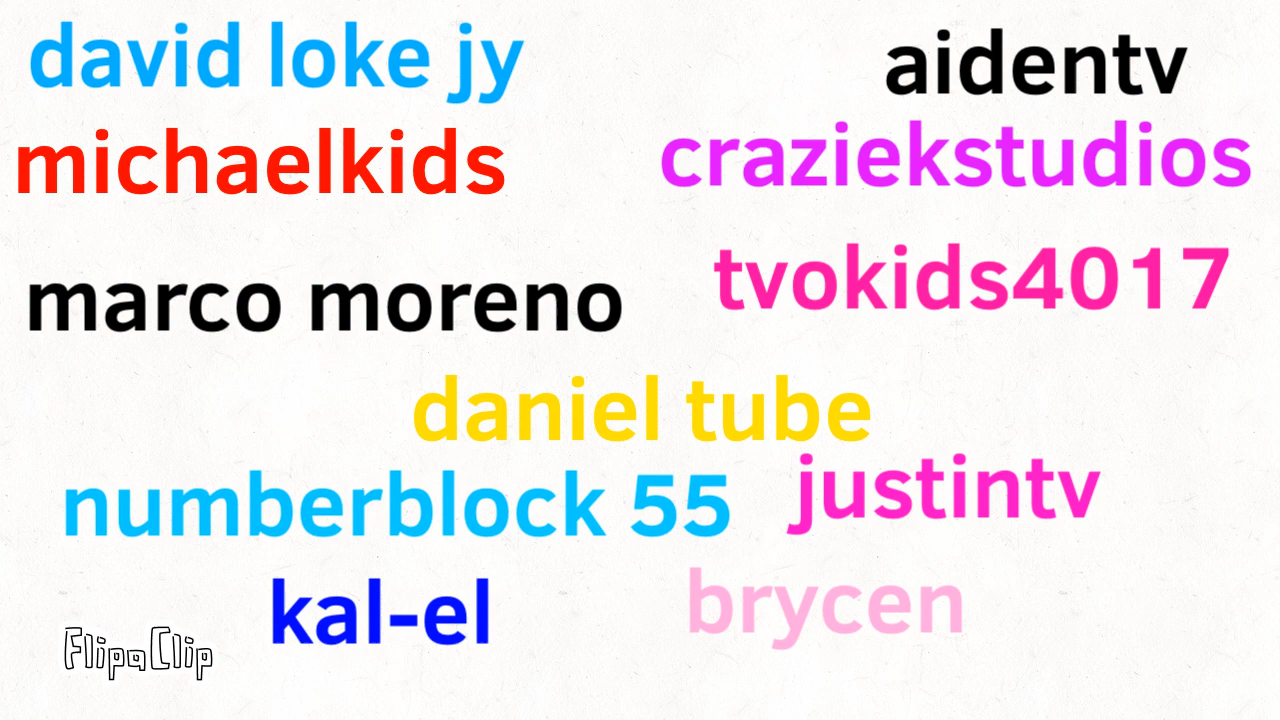 david loke jy
aidentv
michaelkids
craziekstudios
marco moreno
tvokids4017
daniel tube
numberblock 55
justintv
kal-el
brycen
FlipaClip